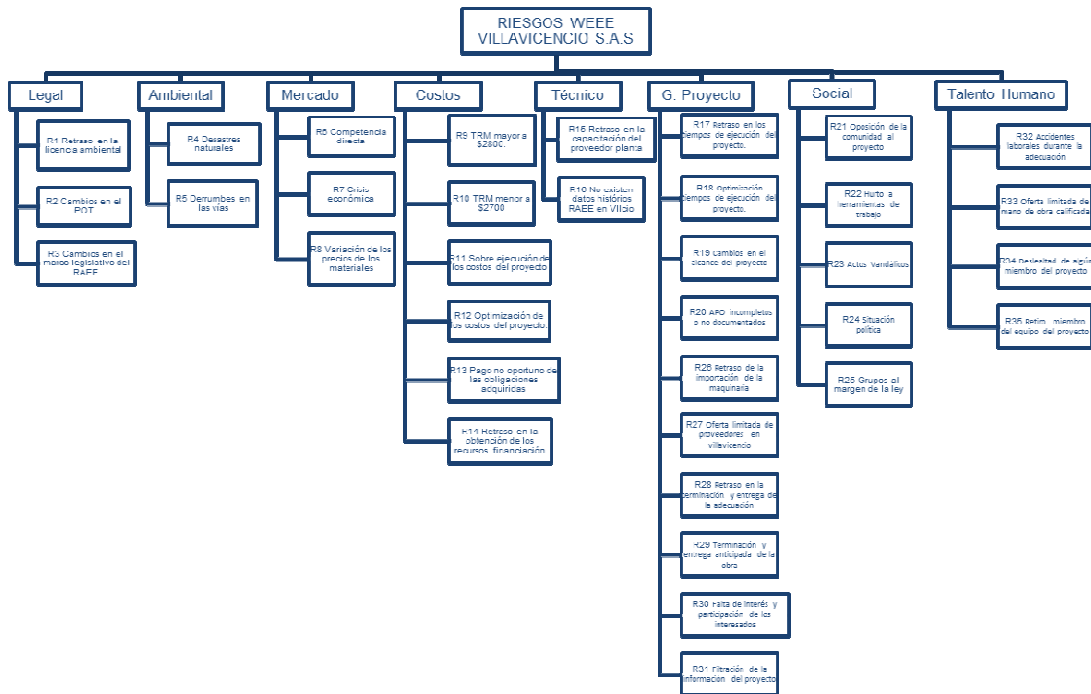 RIESGOS WEEE
VILLAVICENCIO S.A.S
Legal
R1 Retraso en la
licencia ambiental
R2 Cambios en el
POT
R3 Cambios en el
marco legislativo del
RAEE
Ambiental
R4 Desastres
naturales
R5 Derrumbes en
las vías
Mercado
R6 Competencia
directa
R7 Crisis
económica
R8 Variación de los
precios de los
materiales
Costos
R9 TRM mayor a
$2800.
R10 TRM menor a
$2700
R11 Sobre ejecución de
los costos del proyecto
R12 Optimización de
los costos del proyecto.
R13 Pago no oportuno de
las obligaciones
R14 Retraso en la
obtención de los
recursos financiación
Técnico
R15 Retraso en la
capacitación del
proveedor planta
R16 No existen
datos
RAEE en
G. Proyecto
R17 Retraso en los
tiempos de ejecución del
proyecto.
R18 Optimización
tiempos de ejecución del
proyecto.
R19 Cambios en el
alcance del proyecto
R20 incompletos
o no documentados
R26 Retraso de la
importación de la
maquinaria
R27 Oferta limitada de
proveedores en
villavicencio
R28 Retraso en la
terminación y entrega de
la adecuación
R29 Terminación y
entrega anticipada de la
obra
R30 Falta de interés y
participación de los
interesados
R31 Filtración de la
información del proyecto
Social
R21 Oposición de la
comunidad al
proyecto
R22 Hurto a
herramientas de
trabajo
R23 Actos Vandálicos
R24 Situación
política
R25 Grupos al
margen de la ley
Talento Humano
R32 Accidentes
laborales durante la
adecuación
R33 Oferta limitada de
mano de obra calificada
R34 Deslealtad de algún
miembro del proyecto
R35 Retiro miembro
del equipo del proyecto